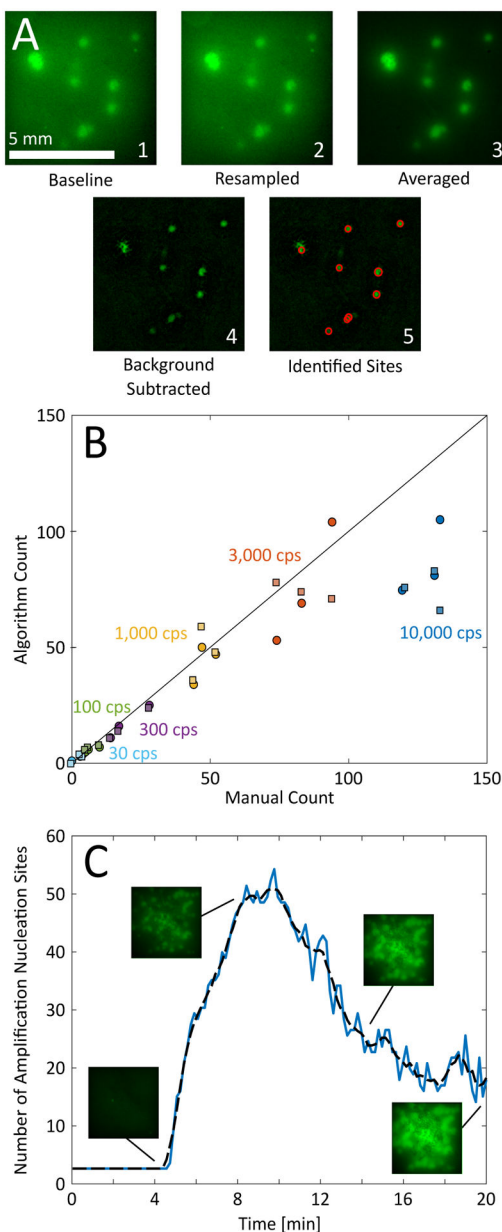 A
5 mm
1
2
3
Baseline
Resampled
Averaged
4
5
Background
Subtracted
Identified Sites
B
150
100
50
0
0
50
100
150
Algorithm Count
Manual Count
3,000 cps
1,000 cps
10,000 cps
100 cps
300 cps
30 cps
C
60
50
40
30
20
10
0
0
4
8
12
16
20
Number of Amplification Nucleation Sites
Time [min]